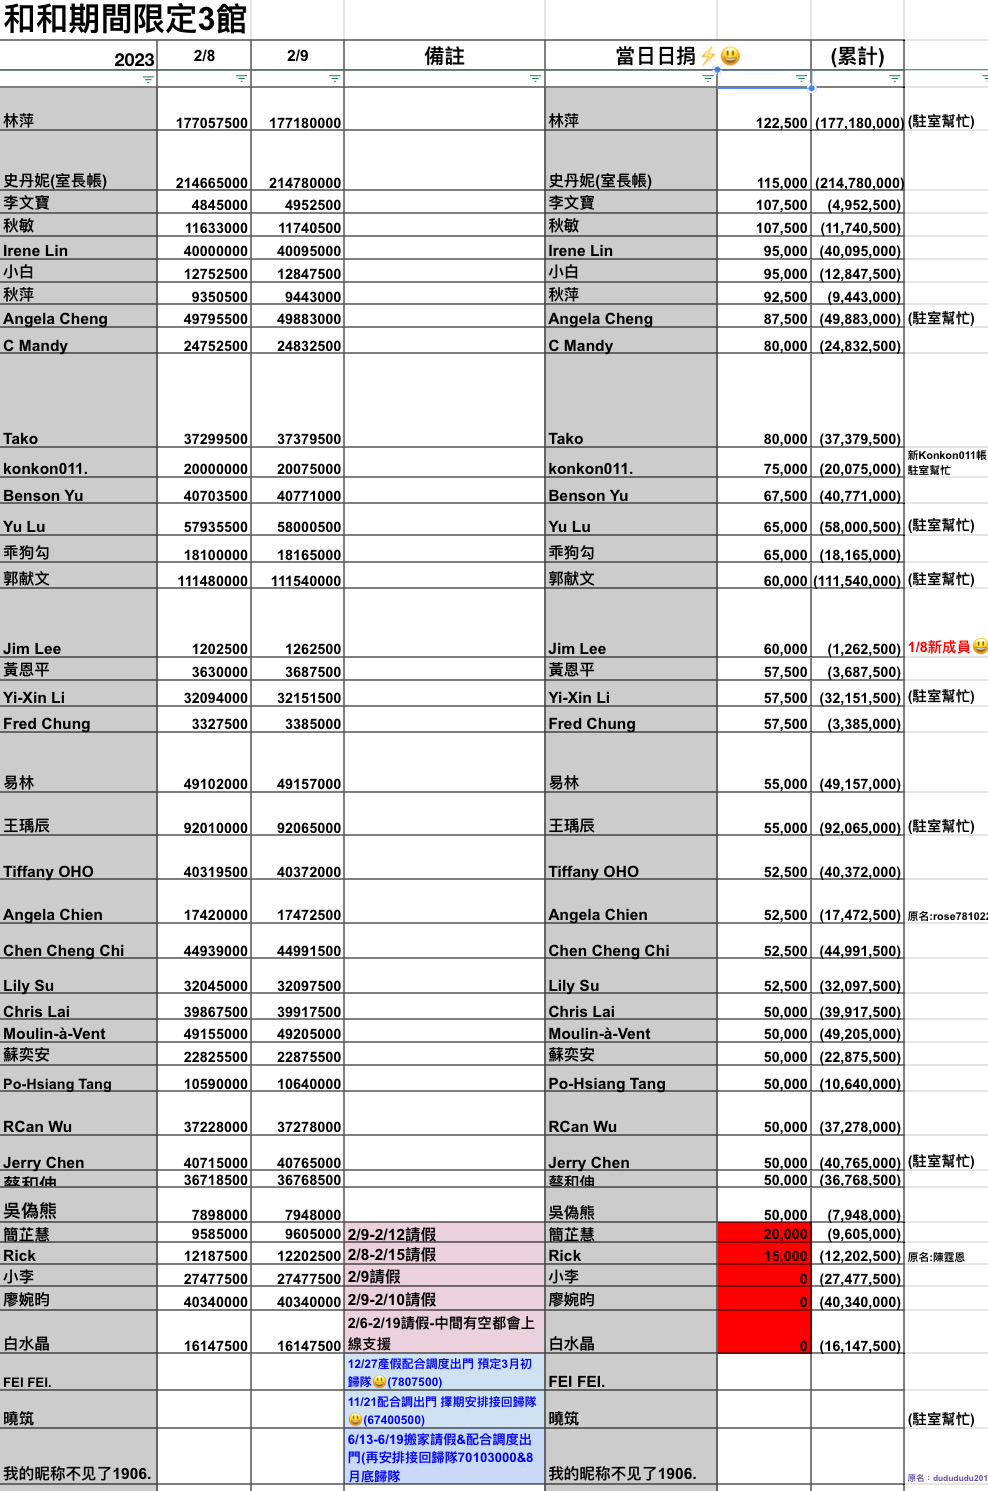 和和期間限定3館
2023 2/8 2/9 備註 當日日捐⚡😃 (累計)
林萍 177057500 177180000 林萍 122,500 (177,180,000) (駐室幫忙)
史丹妮(室長帳) 214665000 214780000 史丹妮(室長帳) 115,000 (214,780,000)
李文寶 4845000 4952500 李文寶 107,500 (4,952,500)
秋敏 11633000 11740500 秋敏 107,500 (11,740,500)
Irene Lin 40000000 40095000 Irene Lin 95,000 (40,095,000)
小白 12752500 12847500 小白 95,000 (12,847,500)
秋萍 9350500 9443000 秋萍 92,500 (9,443,000)
Angela Cheng 49795500 49883000 Angela Cheng 87,500 (49,883,000) (駐室幫忙)
C Mandy 24752500 24832500 C Mandy 80,000 (24,832,500)
Tako 37299500 37379500 Tako 80,000 (37,379,500)
新Konkon011帳
konkon011. 20000000 20075000 konkon011. 75,000 (20,075,000) 駐室幫忙
Benson Yu 40703500 40771000 Benson Yu 67,500 (40,771,000)
Yu Lu 57935500 58000500 Yu Lu 65,000 (58,000,500) (駐室幫忙)
乖狗勾 18100000 18165000 乖狗勾 65,000 (18,165,000)
郭献文 111480000 111540000 郭献文 60,000 (111,540,000) (駐室幫忙)
Jim Lee 1202500 1262500 Jim Lee 60,000 (1,262,500) 1/8新成員😃
黃恩平 3630000 3687500 黃恩平 57,500 (3,687,500)
Yi-Xin Li 32094000 32151500 Yi-Xin Li 57,500 (32,151,500) (駐室幫忙)
Fred Chung 3327500 3385000 Fred Chung 57,500 (3,385,000)
易林 49102000 49157000 易林 55,000 (49,157,000)
王瑀辰 92010000 92065000 王瑀辰 55,000 (92,065,000) (駐室幫忙)
Tiffany OHO 40319500 40372000 Tiffany OHO 52,500 (40,372,000)
Angela Chien 17420000 17472500 Angela Chien 52,500 (17,472,500) 原名:rose781022
Chen Cheng Chi 44939000 44991500 Chen Cheng Chi 52,500 (44,991,500)
Lily Su 32045000 32097500 Lily Su 52,500 (32,097,500)
Chris Lai 39867500 39917500 Chris Lai 50,000 (39,917,500)
Moulin-à-Vent 49155000 49205000 Moulin-à-Vent 50,000 (49,205,000)
蘇奕安 22825500 22875500 蘇奕安 50,000 (22,875,500)
Po-Hsiang Tang 10590000 10640000 Po-Hsiang Tang 50,000 (10,640,000)
RCan Wu 37228000 37278000 RCan Wu 50,000 (37,278,000)
Jerry Chen 40715000 40765000 Jerry Chen 50,000 (40,765,000) (駐室幫忙)
蔡和伸 36718500 36768500 蔡和伸 50,000 (36,768,500)
吳偽熊 7898000 7948000 吳偽熊 50,000 (7,948,000)
簡芷慧 9585000 9605000 2/9-2/12請假 簡芷慧 20,000 (9,605,000)
Rick 12187500 12202500 2/8-2/15請假 Rick 15,000 (12,202,500) 原名:陳霆恩
小李 27477500 27477500 2/9請假 小李 0 (27,477,500)
廖婉昀 40340000 40340000 2/9-2/10請假 廖婉昀 0 (40,340,000)
2/6-2/19請假-中間有空都會上
白水晶 16147500 16147500 線支援 白水晶 0 (16,147,500)
12/27產假配合調度出門 預定3月初
FEI FEI. 歸隊😃(7807500) FEI FEI.
11/21配合調出門 擇期安排接回歸隊
曉筑 😃(67400500) 曉筑 (駐室幫忙)
6/13-6/19搬家請假&配合調度出
門(再安排接回歸隊70103000&8
我的昵称不见了1906. 月底歸隊 我的昵称不见了1906. 原名：dudududu201